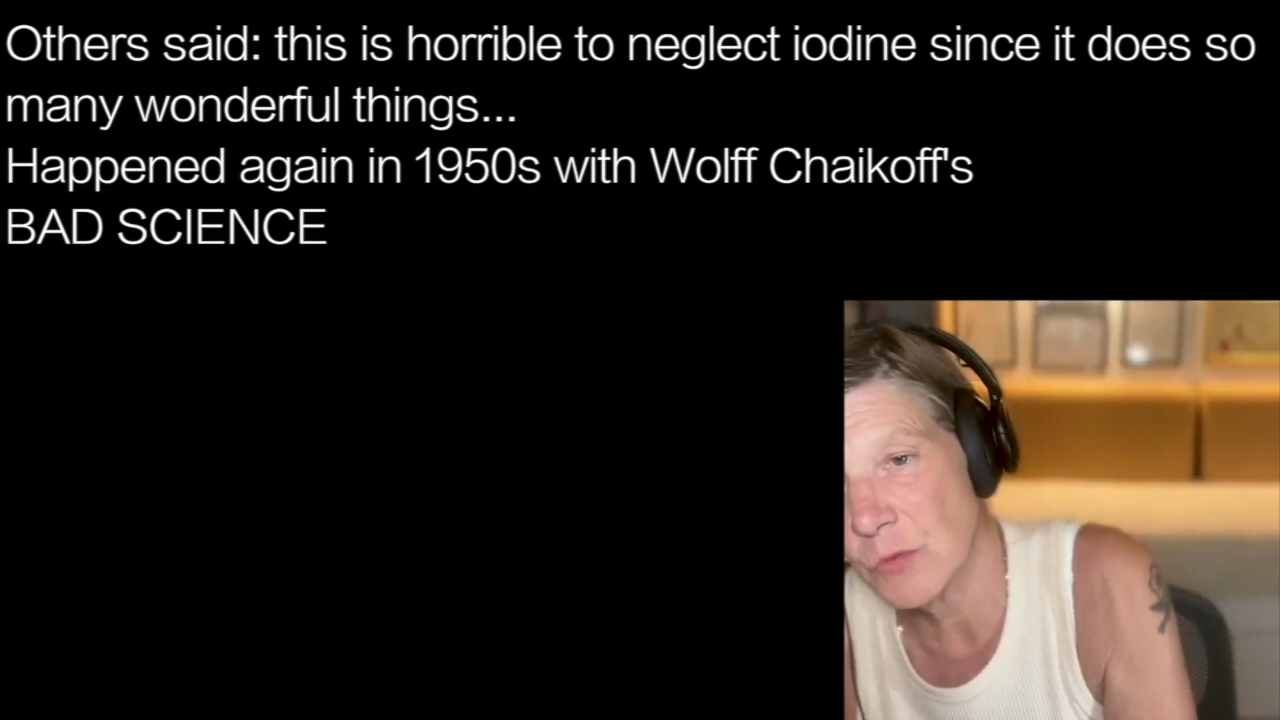 Others said: this is horrible to neglect iodine since it does so
many wonderful things...
Happened again in 1950s with Wolff Chaikoff's
BAD SCIENCE